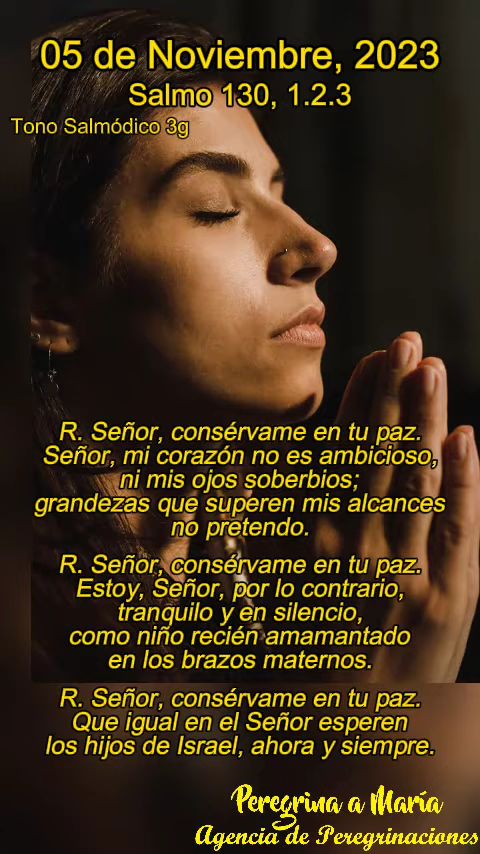 05 de Noviembre, 2023
Salmo 130, 1.2.3
Tono Salmódico 3g
R. Señor, consérvame en tu paz.
Señor, mi corazón no es ambicioso,
ni mis ojos soberbios;
grandezas que superen mis alcances
no pretendo.
R. Señor, consérvame en tu paz.
Estoy, Señor, por lo contrario,
tranquilo y en silencio,
como niño recién amamantado
en los brazos maternos.
R. Señor, consérvame en tu paz.
Que igual en el Señor esperen
los hijos de Israel, ahora y siempre.
Peregrina a María
Agencia de Peregrinaciones